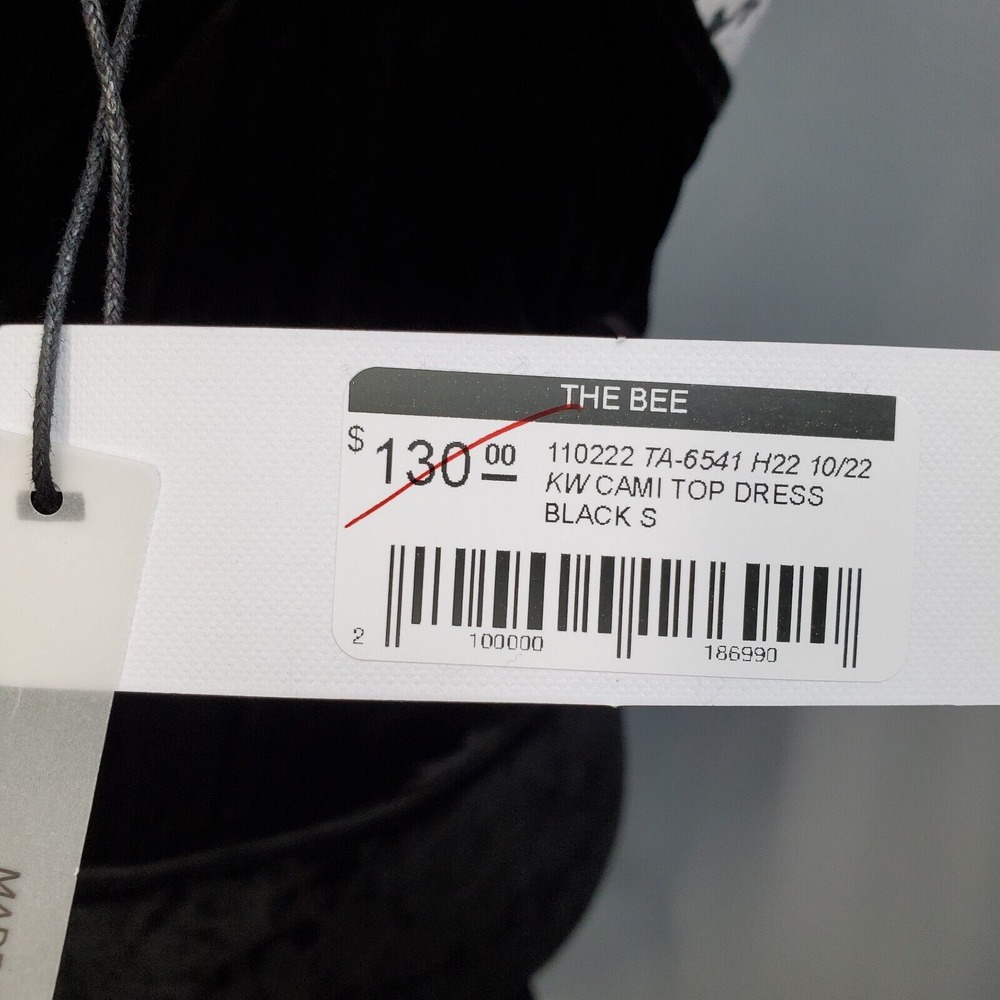 THE BEE
$ 130 00
110222 TA-6541 H22 10/22
KW CAMI TOP DRESS
BLACK S
2 100000 186990